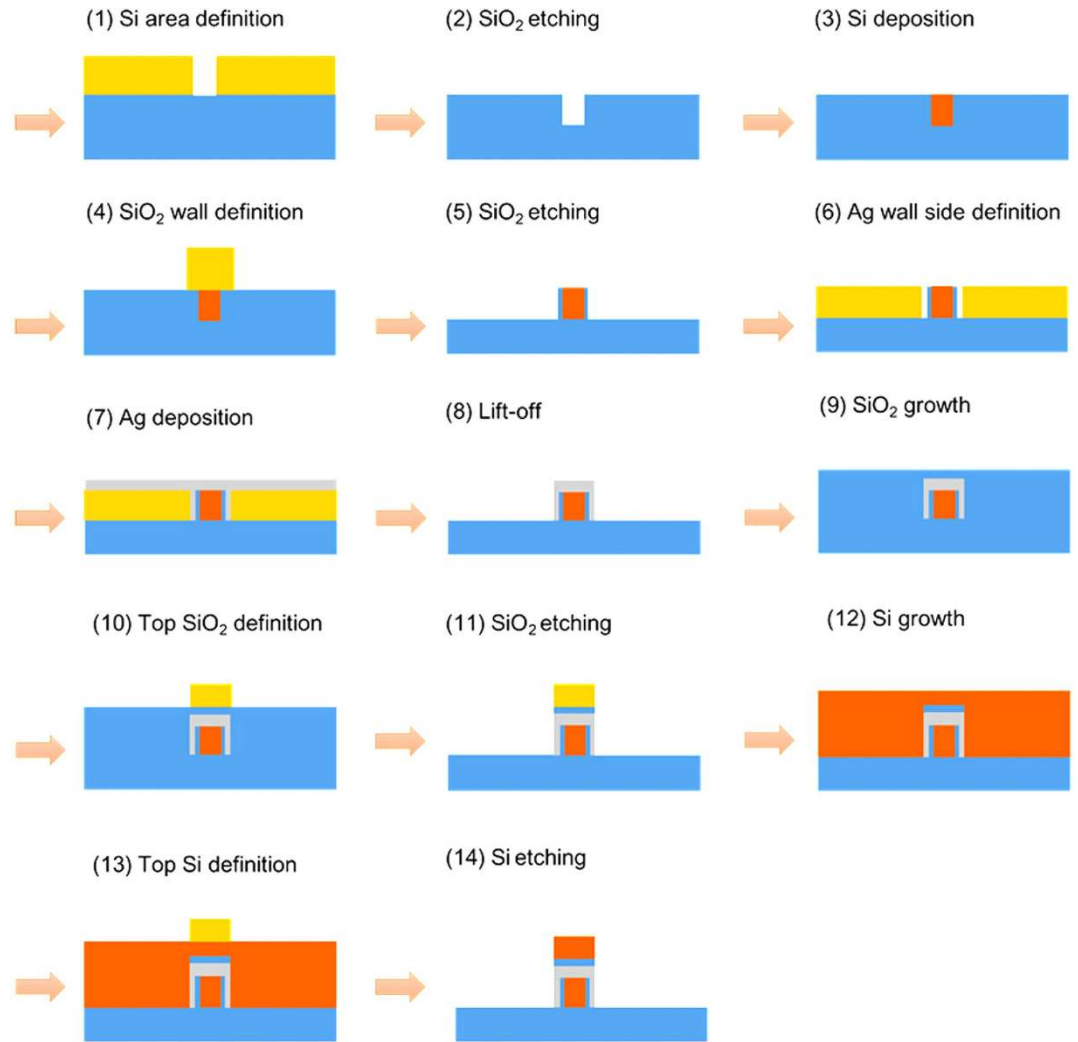 (1) Si area definition
(2) SiO₂ etching
(3) Si deposition
(4) SiO₂ wall definition
(5) SiO₂ etching
(6) Ag wall side definition
(7) Ag deposition
(8) Lift-off
(9) SiO₂ growth
(10) Top SiO₂ definition
(11) SiO₂ etching
(12) Si growth
(13) Top Si definition
(14) Si etching